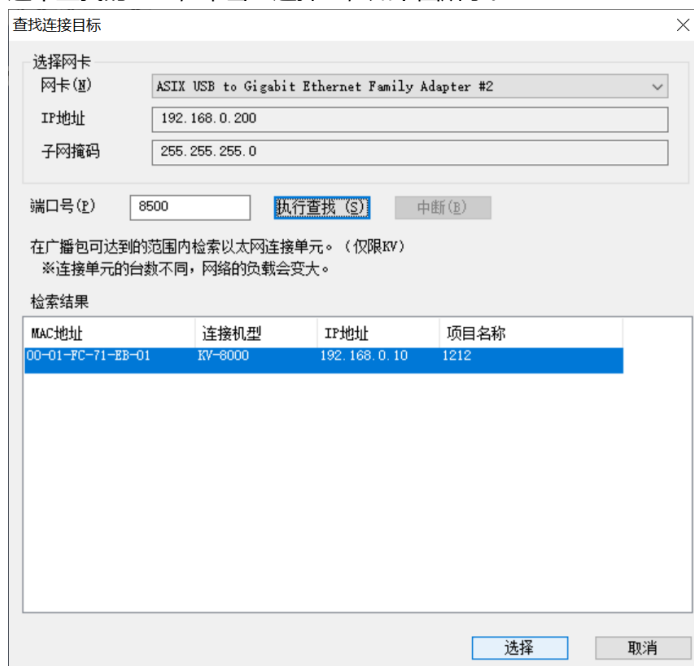 查找连接目标
选择网卡
网卡(N) ASIX USB to Gigabit Ethernet Family Adapter #2
IP地址 192.168.0.200
子网掩码 255.255.255.0
端口号(P) 8500 执行查找 (S) 中断(B)
在广播包可达到的范围内检索以太网连接单元。(仅限KV)
※连接单元的台数不同，网络的负载会变大。
检索结果
MAC地址 连接机型 IP地址 项目名称
00-01-FC-71-EB-01 KV-8000 192.168.0.10 1212
选择 取消